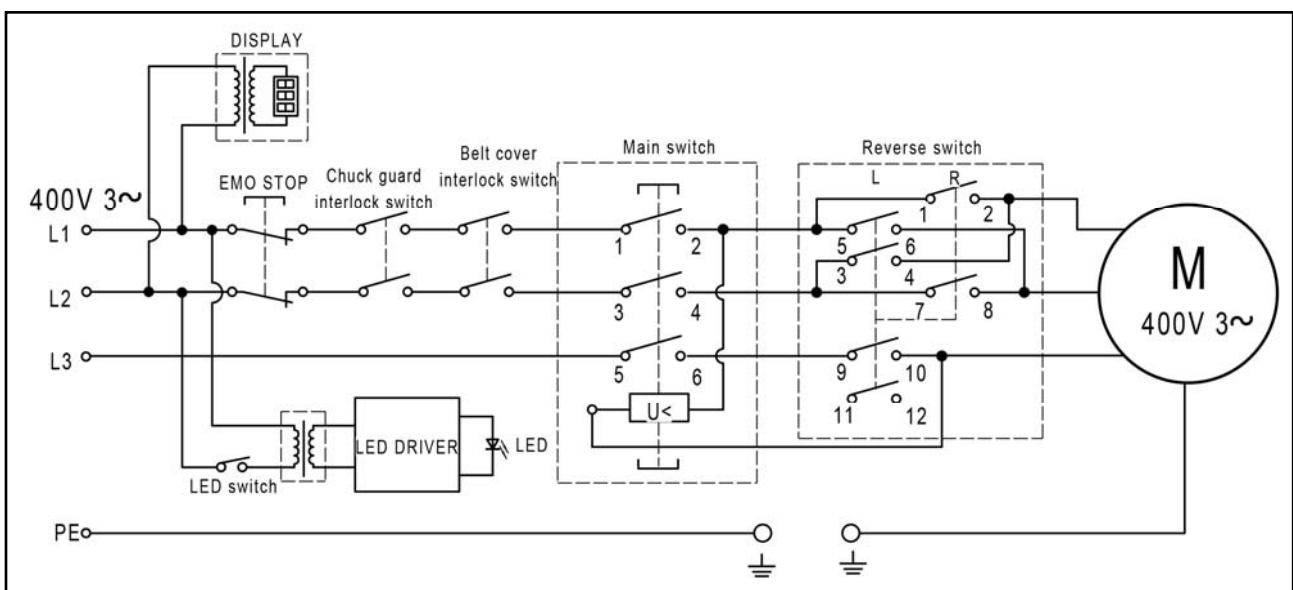 DISPLAY
Belt cover
interlock switch
Main switch
Reverse switch
EMO STOP
Chuck guard
interlock switch
L R
400V 3~
L1
1 2
1 2
5 6
3 4
L2
3 4
7 8
M
400V 3~
L3
5 6
9 10
U<
11 12
LED DRIVER
LED
LED switch
PE